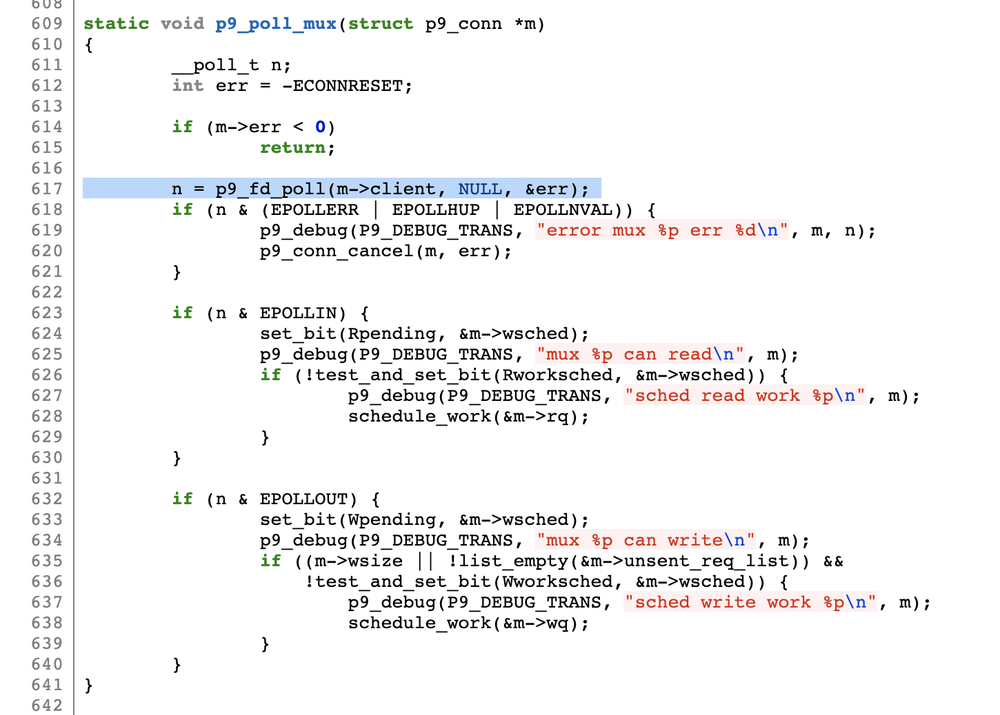 608
609 static void p9_poll_mux(struct p9_conn *m)
610 {
611         __poll_t n;
612         int err = -ECONNRESET;
613
614         if (m->err < 0)
615                 return;
616
617         n = p9_fd_poll(m->client, NULL, &err);
618         if (n & (EPOLLERR | EPOLLHUP | EPOLLNVAL)) {
619                 p9_debug(P9_DEBUG_TRANS, "error mux %p err %d\n", m, n);
620                 p9_conn_cancel(m, err);
621         }
622
623         if (n & EPOLLIN) {
624                 set_bit(Rpending, &m->wsched);
625                 p9_debug(P9_DEBUG_TRANS, "mux %p can read\n", m);
626                 if (!test_and_set_bit(Rworksched, &m->wsched)) {
627                         p9_debug(P9_DEBUG_TRANS, "sched read work %p\n", m);
628                         schedule_work(&m->rq);
629                 }
630         }
631
632         if (n & EPOLLOUT) {
633                 set_bit(Wpending, &m->wsched);
634                 p9_debug(P9_DEBUG_TRANS, "mux %p can write\n", m);
635                 if ((m->wsize || !list_empty(&m->unsent_req_list)) &&
636                     !test_and_set_bit(Wworksched, &m->wsched)) {
637                         p9_debug(P9_DEBUG_TRANS, "sched write work %p\n", m);
638                         schedule_work(&m->wq);
639                 }
640         }
641 }
642